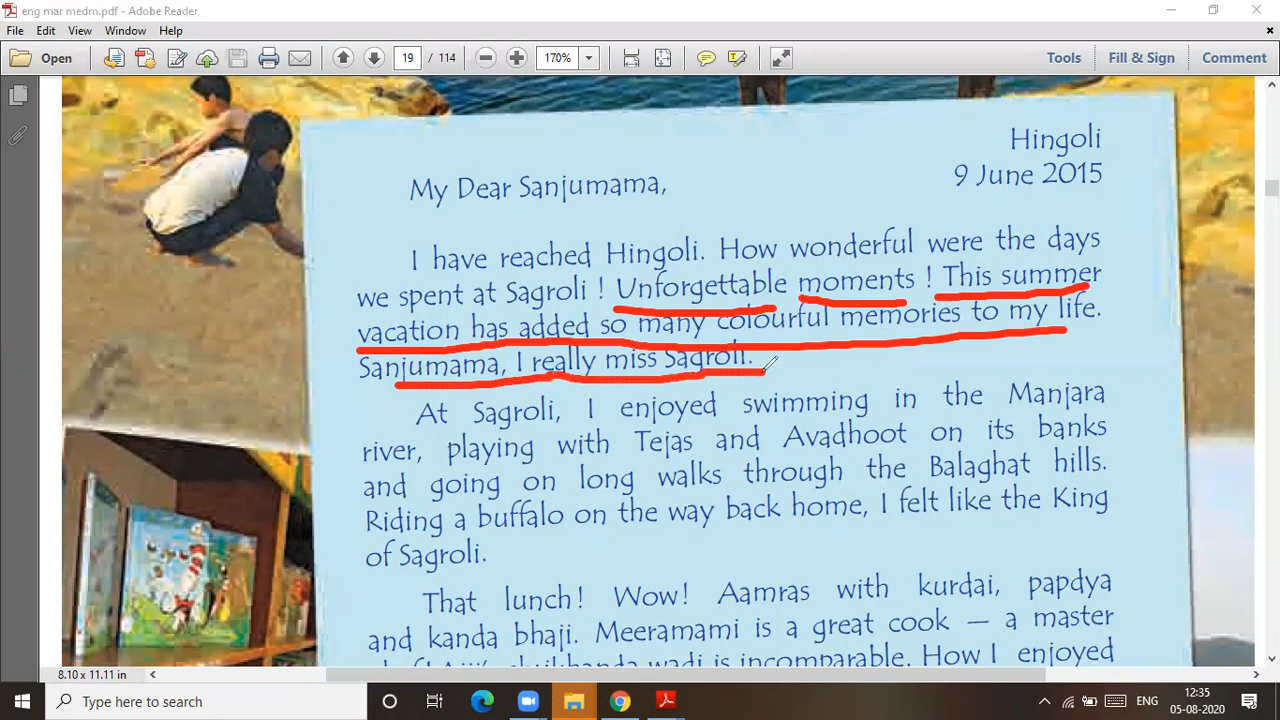 eng mar medm.pdf - Adobe Reader
File Edit View Window Help
Open 19 / 114 170% Tools Fill & Sign Comment
Hingoli
9 June 2015
My Dear Sanjumama,
I have reached Hingoli. How wonderful were the days
we spent at Sagroli ! Unforgettable moments ! This summer
vacation has added so many colourful memories to my life.
Sanjumama, I really miss Sagroli.
At Sagroli, I enjoyed swimming in the Manjara
river, playing with Tejas and Avadhoot on its banks
and going on long walks through the Balaghat hills.
Riding a buffalo on the way back home, I felt like the King
of Sagroli.
That lunch! Wow! Aamras with kurdai, papdya
and kanda bhaji. Meeramami is a great cook — a master
wadi is incomparable. How I enjoyed
8.10 x 11.11 in
Type here to search
ENG
12:35
05-08-2020